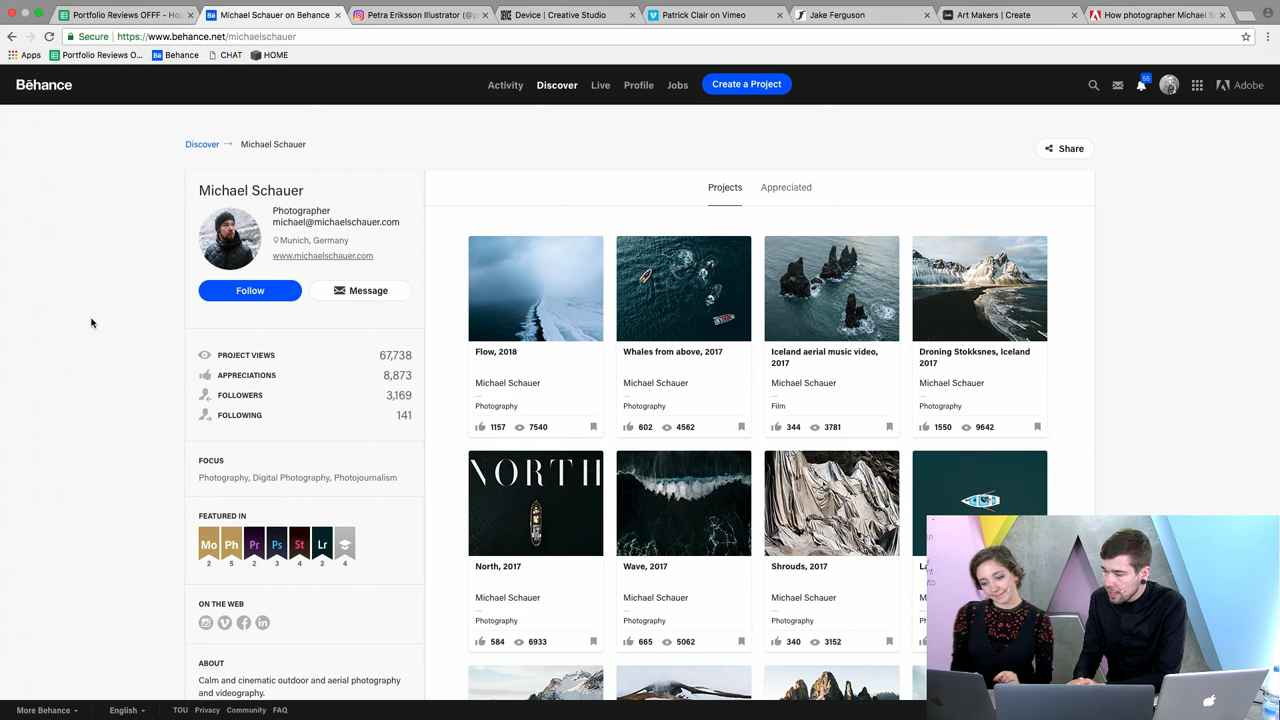 Portfolio Reviews OFFF - Ho
Michael Schauer on Behance
Petra Eriksson Illustrator (@
Device | Creative Studio
Patrick Clair on Vimeo
Jake Ferguson
Art Makers | Create
How photographer Michael S
Secure | https://www.behance.net/michaelschauer
Apps Portfolio Reviews O... Behance CHAT HOME
Bēhance Activity Discover Live Profile Jobs Create a Project 55 Adobe
Discover → Michael Schauer
Share
Michael Schauer
Photographer
michael@michaelschauer.com
Munich, Germany
www.michaelschauer.com
Follow Message
PROJECT VIEWS 67,738
APPRECIATIONS 8,873
FOLLOWERS 3,169
FOLLOWING 141
FOCUS
Photography, Digital Photography, Photojournalism
FEATURED IN
Mo Ph Pr Ps St Lr
2 5 2 3 4 2 4
ON THE WEB
ABOUT
Calm and cinematic outdoor and aerial photography
and videography.
Projects Appreciated
Flow, 2018
Michael Schauer
Photography
1157 7540
Whales from above, 2017
Michael Schauer
Photography
602 4562
Iceland aerial music video,
2017
Michael Schauer
Film
344 3781
Droning Stokksnes, Iceland
2017
Michael Schauer
Photography
1550 9642
NORTH
North, 2017
Michael Schauer
Photography
584 6933
Wave, 2017
Michael Schauer
Photography
665 5062
Shrouds, 2017
Michael Schauer
Photography
340 3152
More Behance English TOU Privacy Community FAQ